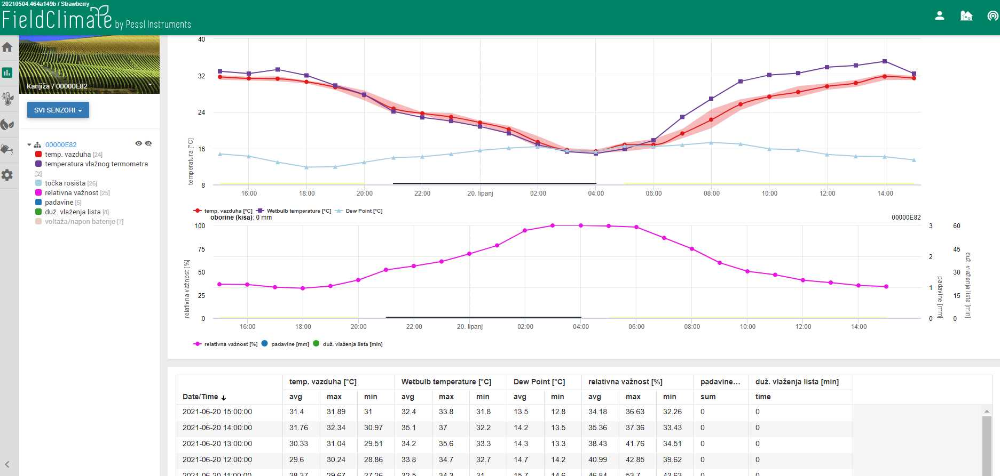 20210504.464a149b / Strawberry
FieldClimate by Pessl Instruments
Kanjiža / 00000E82
SVI SENZORI
00000E82
temp. vazduha [24]
temperatura vlažnog termometra
[2]
točka rosišta [26]
relativna važnost [25]
padavine [5]
duž. vlaženja lista [8]
voltaža/napon baterije [7]
temperatura [°C]
40
32
24
16
8
16:00 18:00 20:00 22:00 20. lipanj 02:00 04:00 06:00 08:00 10:00 12:00 14:00
temp. vazduha [°C] Wetbulb temperature [°C] Dew Point [°C]
oborine (kiša): 0 mm
00000E82
relativna važnost [%]
100
75
50
25
0
3
2
1
0
padavine [mm]
60
45
30
15
0
duž. vlaženja lista [min]
16:00 18:00 20:00 22:00 20. lipanj 02:00 04:00 06:00 08:00 10:00 12:00 14:00
relativna važnost [%] padavine [mm] duž. vlaženja lista [min]
temp. vazduha [°C] Wetbulb temperature [°C] Dew Point [°C] relativna važnost [%] padavine... duž. vlaženja lista [min]
Date/Time avg max min avg max min avg min avg max min sum time
2021-06-20 15:00:00 31.4 31.89 31 32.4 33.8 31.8 13.5 12.8 34.18 36.63 32.26 0 0
2021-06-20 14:00:00 31.76 32.34 30.97 35.1 37 32.2 14.2 13.5 35.36 37.36 33.43 0 0
2021-06-20 13:00:00 30.33 31.04 29.51 34.2 35.6 33.3 14.3 13.3 38.43 41.76 34.51 0 0
2021-06-20 12:00:00 29.6 30.24 28.86 33.8 34.7 32.7 14.7 14.2 40.99 42.85 39.62 0 0
2021-06-20 11:00:00 28.37 29.67 27.26 32.5 34.3 31 15.7 14.6 46.84 53.7 43.63 0 0